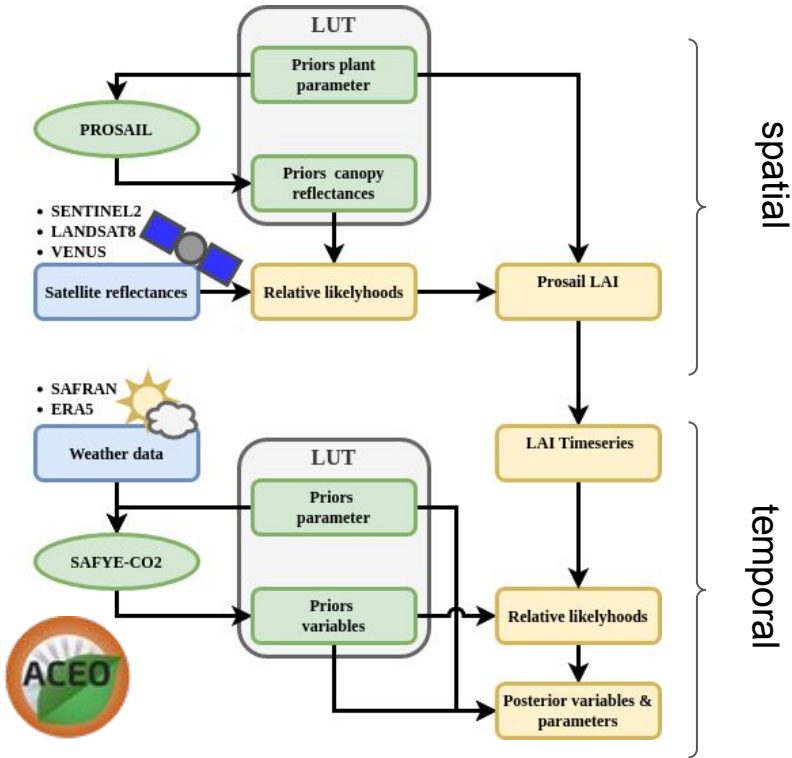 LUT
Priors plant
parameter
PROSAIL
Priors canopy
reflectances
SENTINEL2
LANDSAT8
VENUS
Satellite reflectances
Relative likelyhoods
Prosail LAI
spatial
SAFRAN
ERA5
Weather data
LUT
LAI Timeseries
Priors
parameter
SAFYE-CO2
Priors
variables
Relative likelyhoods
Posterior variables &
parameters
temporal
ACEO